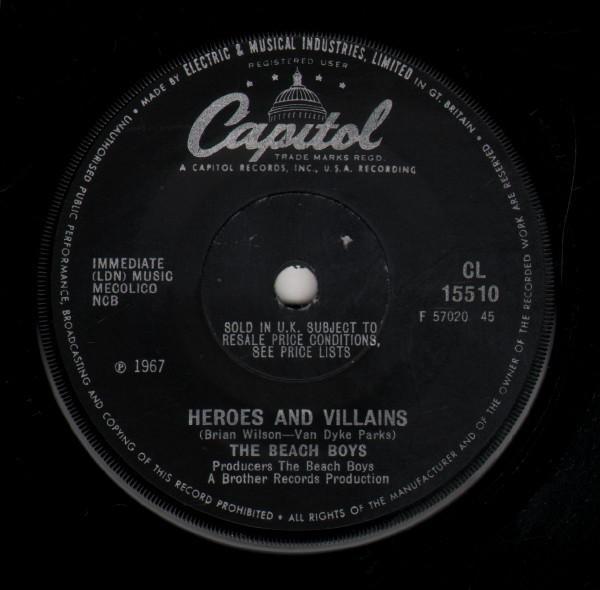 MADE BY ELECTRIC & MUSICAL INDUSTRIES, LIMITED IN GT. BRITAIN • ALL RIGHTS OF THE MANUFACTURER AND OF THE OWNER OF THE RECORDED WORK ARE RESERVED • UNAUTHORISED PUBLIC PERFORMANCE, BROADCASTING AND COPYING OF THIS RECORD PROHIBITED •
REGISTERED USER
Capitol
TRADE MARKS REGD.
A CAPITOL RECORDS, INC., U.S.A. RECORDING
IMMEDIATE
(LDN) MUSIC
MECOLICO
NCB
CL
15510
F 57020 45
SOLD IN U.K. SUBJECT TO
RESALE PRICE CONDITIONS,
SEE PRICE LISTS
℗ 1967
HEROES AND VILLAINS
(Brian Wilson—Van Dyke Parks)
THE BEACH BOYS
Producers The Beach Boys
A Brother Records Production